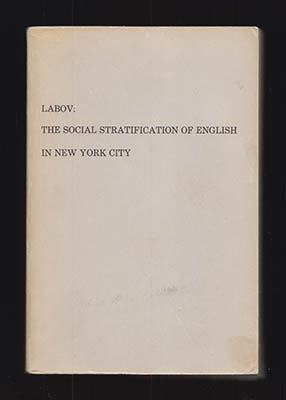 LABOV:
THE SOCIAL STRATIFICATION OF ENGLISH
IN NEW YORK CITY